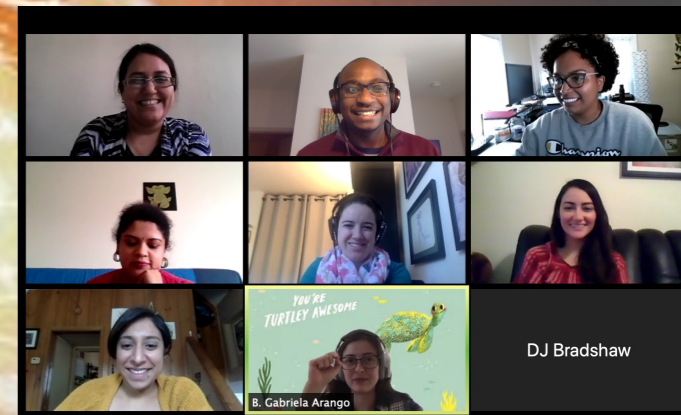 Champion
YOU'RE
TURTLEY AWESOME
B. Gabriela Arango
DJ Bradshaw